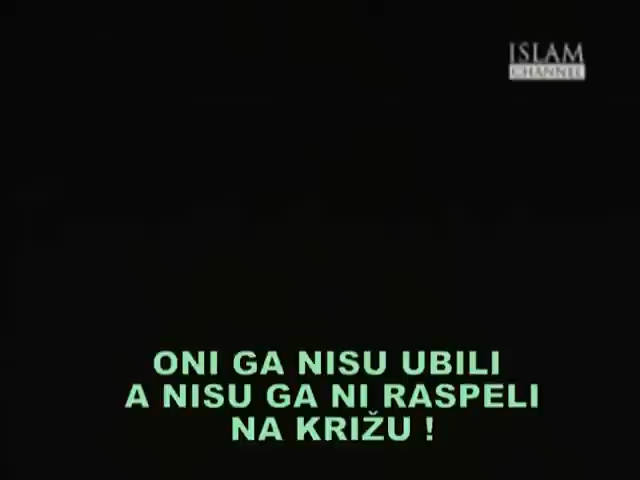 ISLAM
CHANNEL
ONI GA NISU UBILI
A NISU GA NI RASPELI
NA KRIŽU !